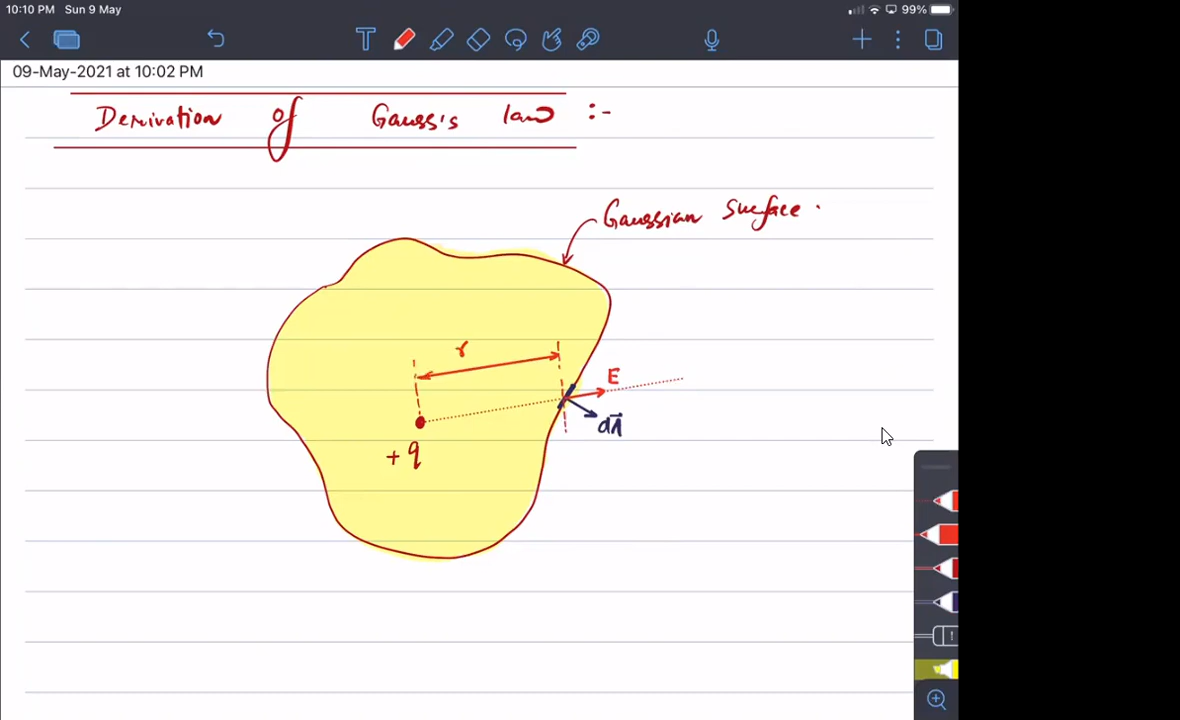 10:10 PM Sun 9 May 99%
T
09-May-2021 at 10:02 PM
Derivation of Gauss's law :-
Gaussian surface .
r
E
dA
+q